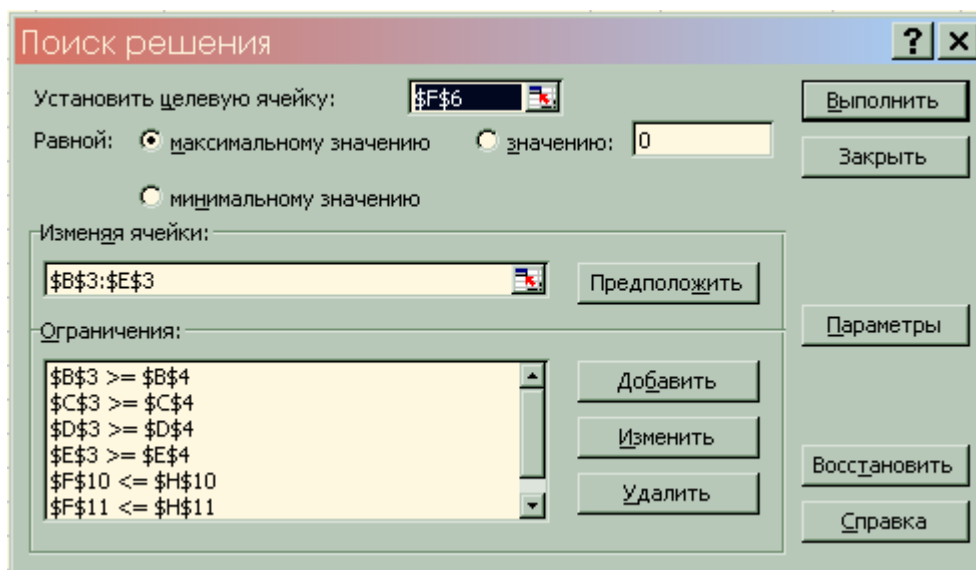 Поиск решения
Установить целевую ячейку: $F$6
Выполнить
Равной: максимальному значению значению: 0
Закрыть
минимальному значению
Изменяя ячейки:
$B$3:$E$3
Предположить
Ограничения:
Параметры
$B$3 >= $B$4
$C$3 >= $C$4
$D$3 >= $D$4
$E$3 >= $E$4
$F$10 <= $H$10
$F$11 <= $H$11
Добавить
Изменить
Удалить
Восстановить
Справка